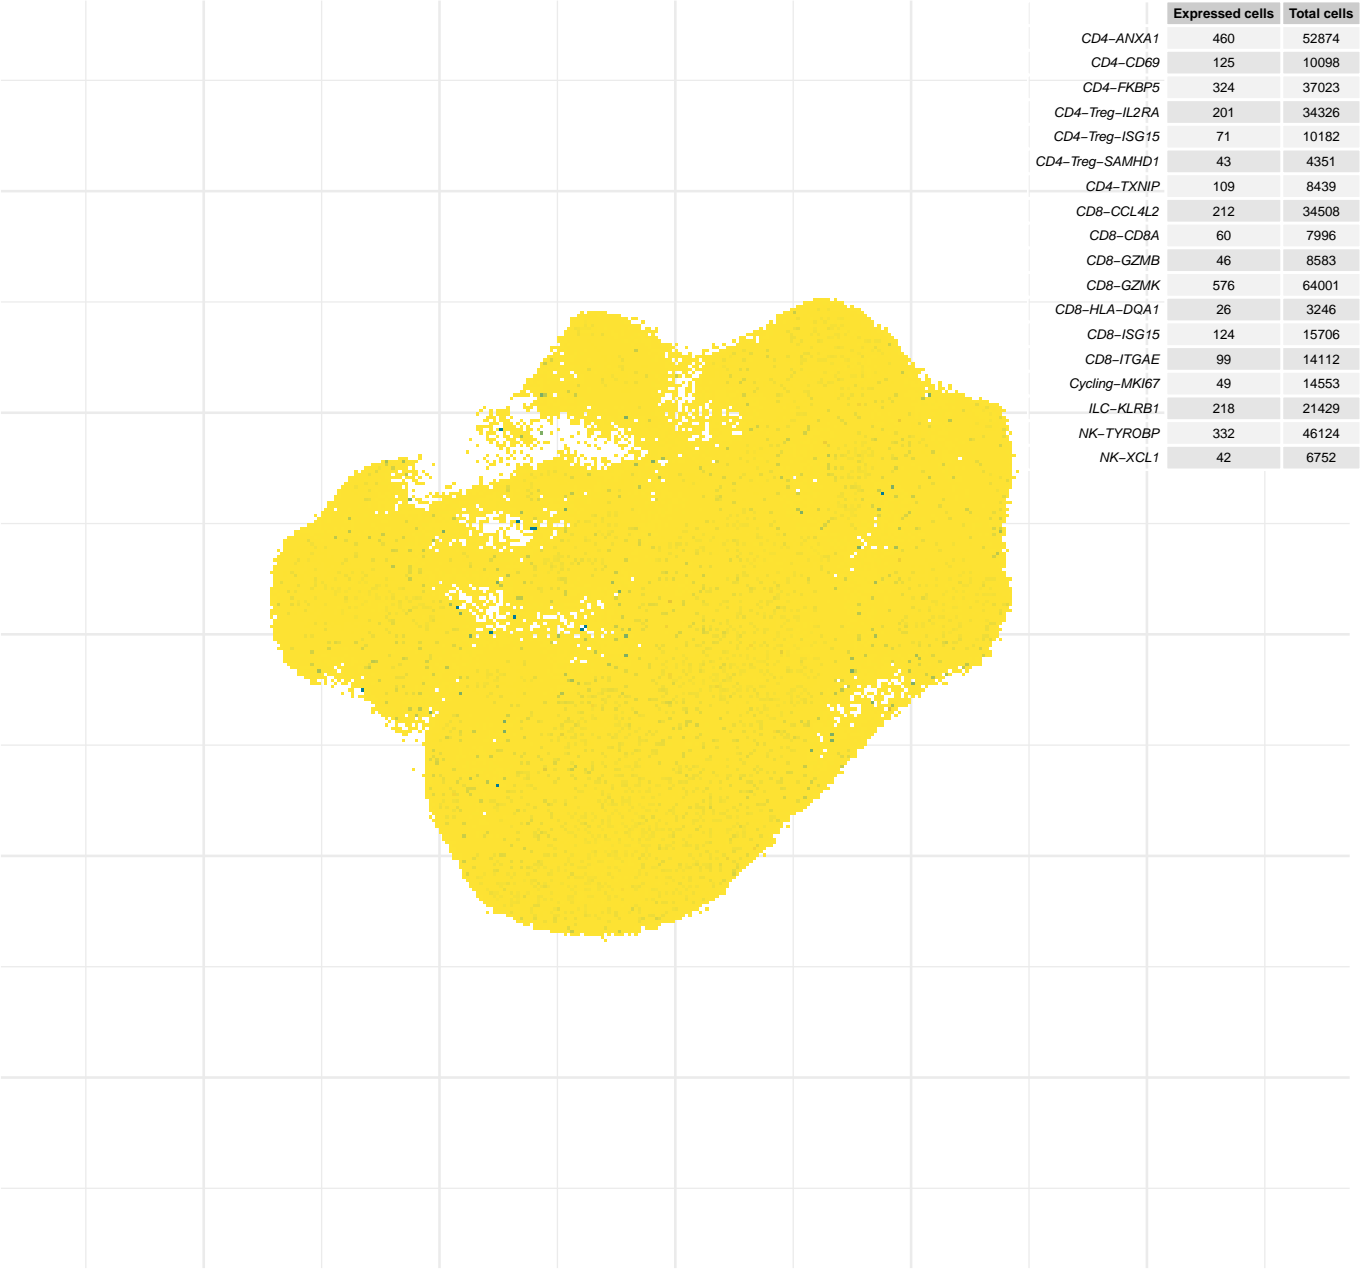 Expressed cells Total cells
CD4−ANXA1 460 52874
CD4−CD69 125 10098
CD4−FKBP5 324 37023
CD4−Treg−IL2RA 201 34326
CD4−Treg−ISG15 71 10182
CD4−Treg−SAMHD1 43 4351
CD4−TXNIP 109 8439
CD8−CCL4L2 212 34508
CD8−CD8A 60 7996
CD8−GZMB 46 8583
CD8−GZMK 576 64001
CD8−HLA−DQA1 26 3246
CD8−ISG15 124 15706
CD8−ITGAE 99 14112
Cycling−MKI67 49 14553
ILC−KLRB1 218 21429
NK−TYROBP 332 46124
NK−XCL1 42 6752